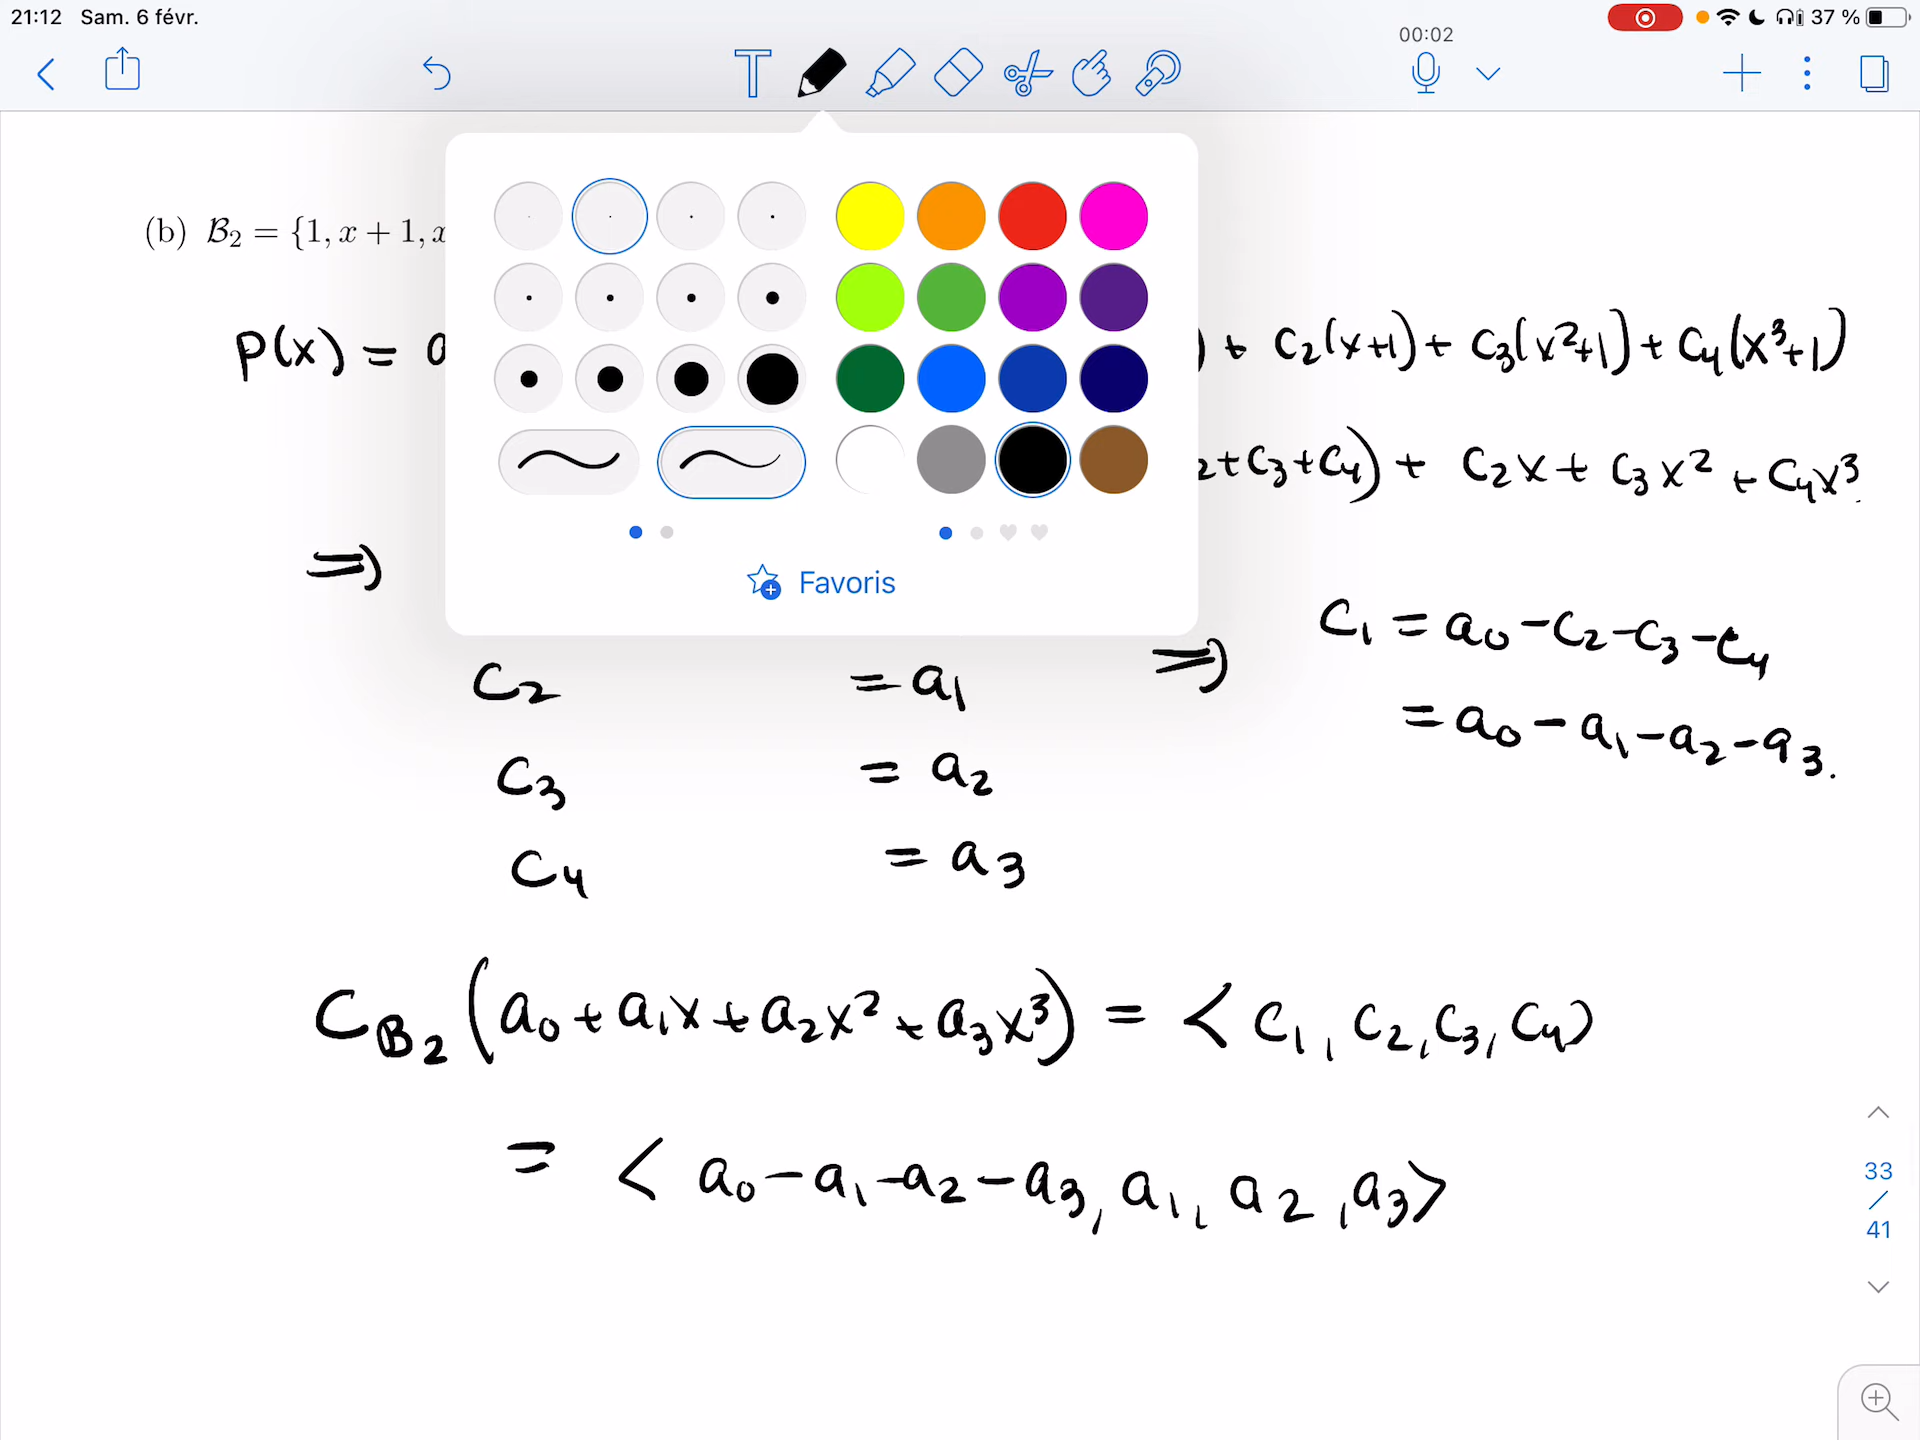 21:12 Sam. 6 févr. 37 %
00:02
(b) B₂ = {1, x + 1, x
P(x) = a ) + c₂(x+1) + c₃(x²+1) + c₄(x³+1)
₂+c₃+c₄) + c₂x + c₃x² + c₄x³.
⇒
Favoris
c₁ = a₀ - c₂ - c₃ - c₄
c₂ = a₁ ⇒
= a₀ - a₁ - a₂ - a₃.
c₃ = a₂
c₄ = a₃
C_B₂ (a₀ + a₁x + a₂x² + a₃x³) = < c₁, c₂, c₃, c₄>
= < a₀ - a₁ - a₂ - a₃, a₁, a₂, a₃>
33
/
41